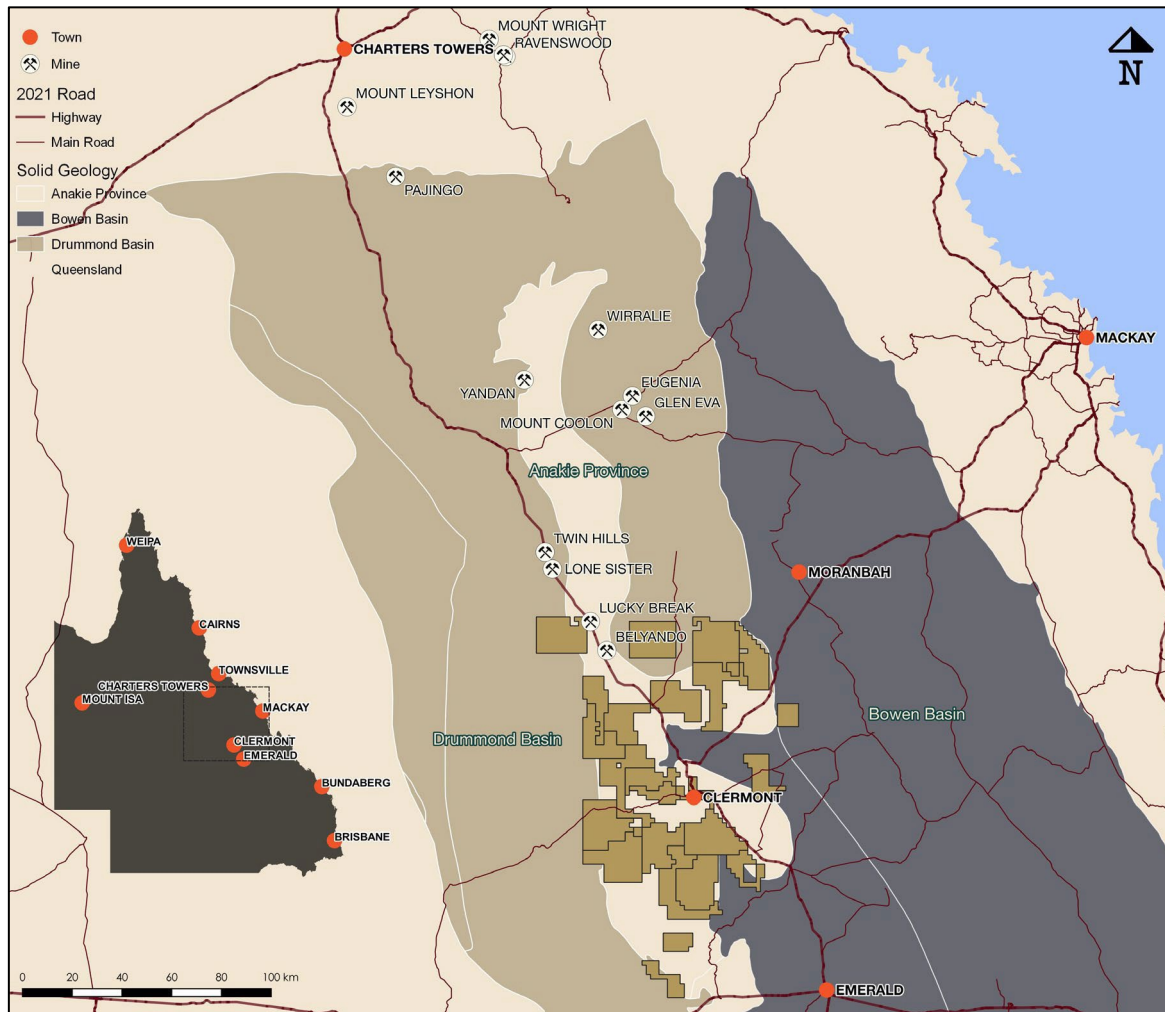 Town
Mine
2021 Road
Highway
Main Road
Solid Geology
Anakie Province
Bowen Basin
Drummond Basin
Queensland
MOUNT WRIGHT
RAVENSWOOD
CHARTERS TOWERS
MOUNT LEYSHON
PAJINGO
N
WIRRALIE
MACKAY
YANDAN
EUGENIA
GLEN EVA
MOUNT COOLON
Anakie Province
TWIN HILLS
LONE SISTER
MORANBAH
LUCKY BREAK
BELYANDO
Bowen Basin
Drummond Basin
CLERMONT
EMERALD
WEIPA
CAIRNS
TOWNSVILLE
CHARTERS TOWERS
MOUNT ISA
MACKAY
CLERMONT
EMERALD
BUNDABERG
BRISBANE
0 20 40 60 80 100 km